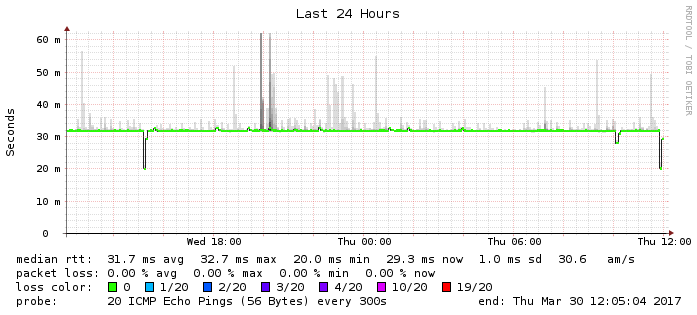 Last 24 Hours
RRDTOOL / TOBI OETIKER
Seconds
60 m
50 m
40 m
30 m
20 m
10 m
0
Wed 18:00 Thu 00:00 Thu 06:00 Thu 12:00
median rtt: 31.7 ms avg 32.7 ms max 20.0 ms min 29.3 ms now 1.0 ms sd 30.6 am/s
packet loss: 0.00 % avg 0.00 % max 0.00 % min 0.00 % now
loss color: 0 1/20 2/20 3/20 4/20 10/20 19/20
probe: 20 ICMP Echo Pings (56 Bytes) every 300s end: Thu Mar 30 12:05:04 2017